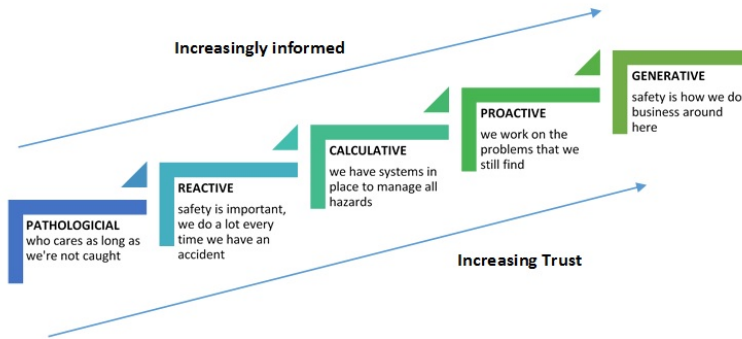 Increasingly informed
GENERATIVE
safety is how we do
business around
here
PROACTIVE
we work on the
problems that we
still find
CALCULATIVE
we have systems in
place to manage all
hazards
REACTIVE
safety is important,
we do a lot every
time we have an
accident
PATHOLOGICIAL
who cares as long as
we're not caught
Increasing Trust